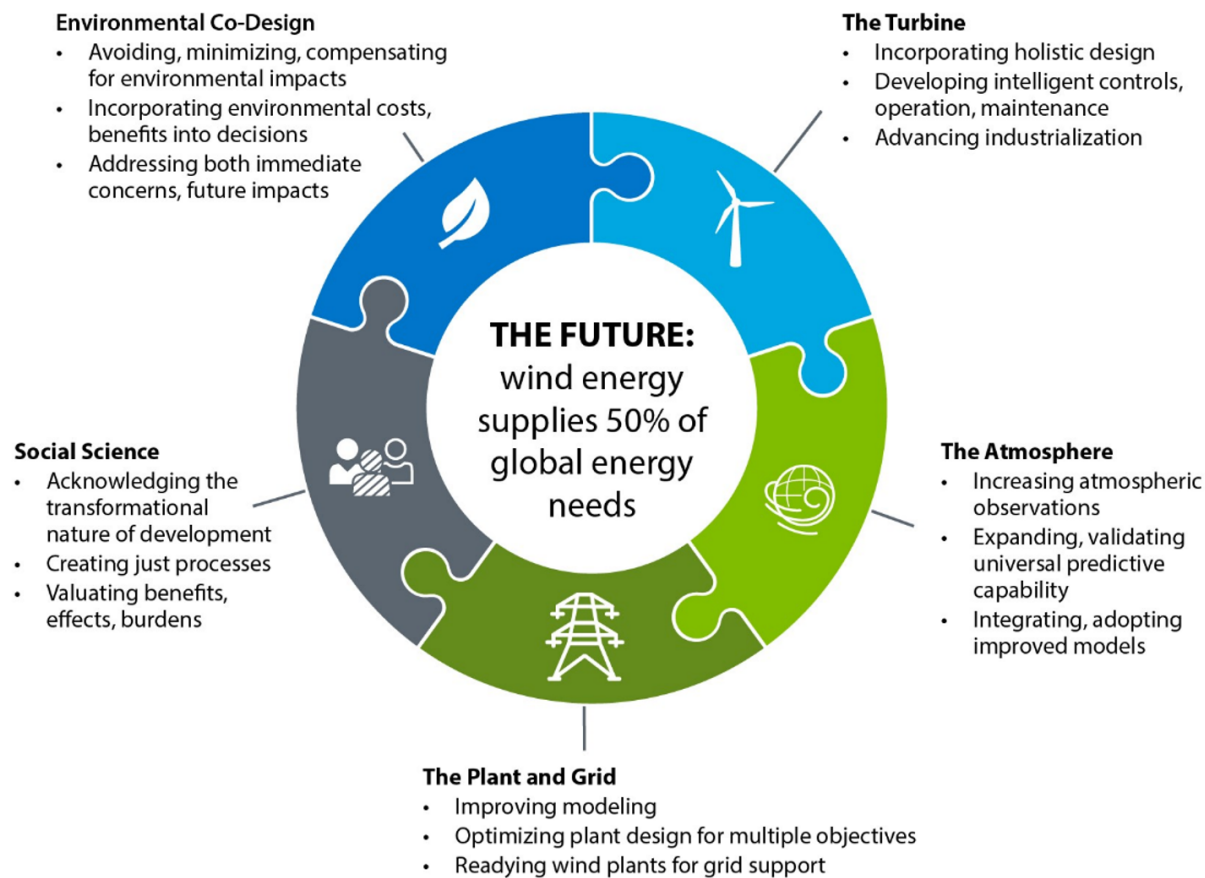 Environmental Co-Design
• Avoiding, minimizing, compensating
for environmental impacts
• Incorporating environmental costs,
benefits into decisions
• Addressing both immediate
concerns, future impacts
The Turbine
• Incorporating holistic design
• Developing intelligent controls,
operation, maintenance
• Advancing industrialization
THE FUTURE:
wind energy
supplies 50% of
global energy
needs
Social Science
• Acknowledging the
transformational
nature of development
• Creating just processes
• Valuating benefits,
effects, burdens
The Atmosphere
• Increasing atmospheric
observations
• Expanding, validating
universal predictive
capability
• Integrating, adopting
improved models
The Plant and Grid
• Improving modeling
• Optimizing plant design for multiple objectives
• Readying wind plants for grid support